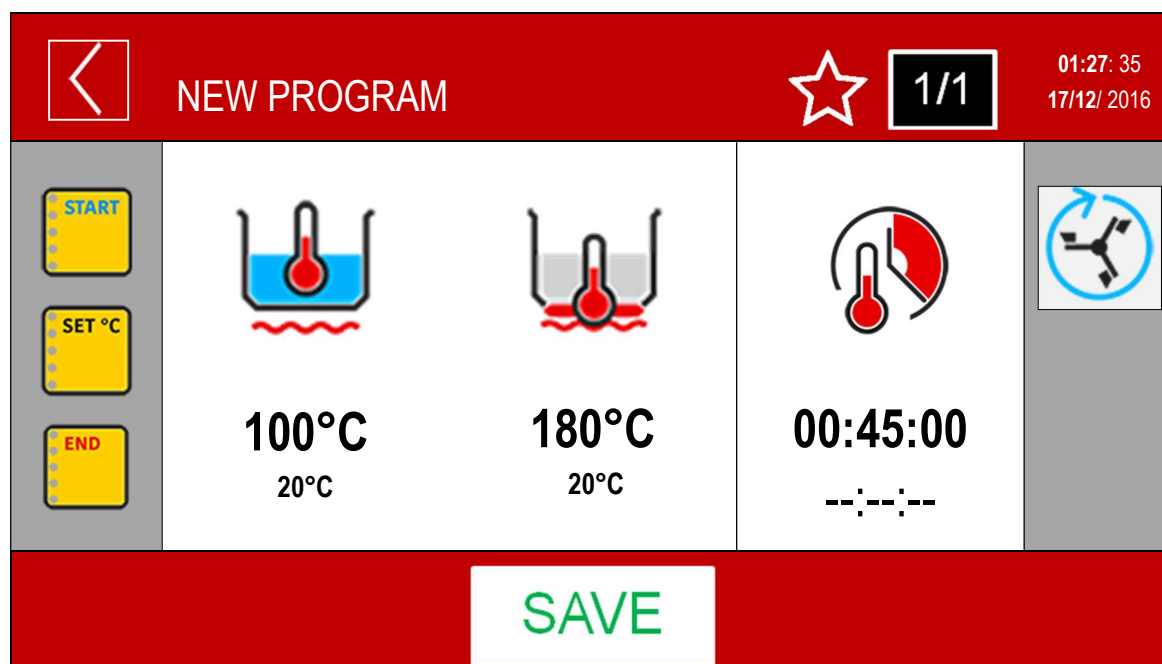 NEW PROGRAM
1/1
01:27: 35
17/12/ 2016
START
SET °C
END
100°C
20°C
180°C
20°C
00:45:00
--:--:--
SAVE